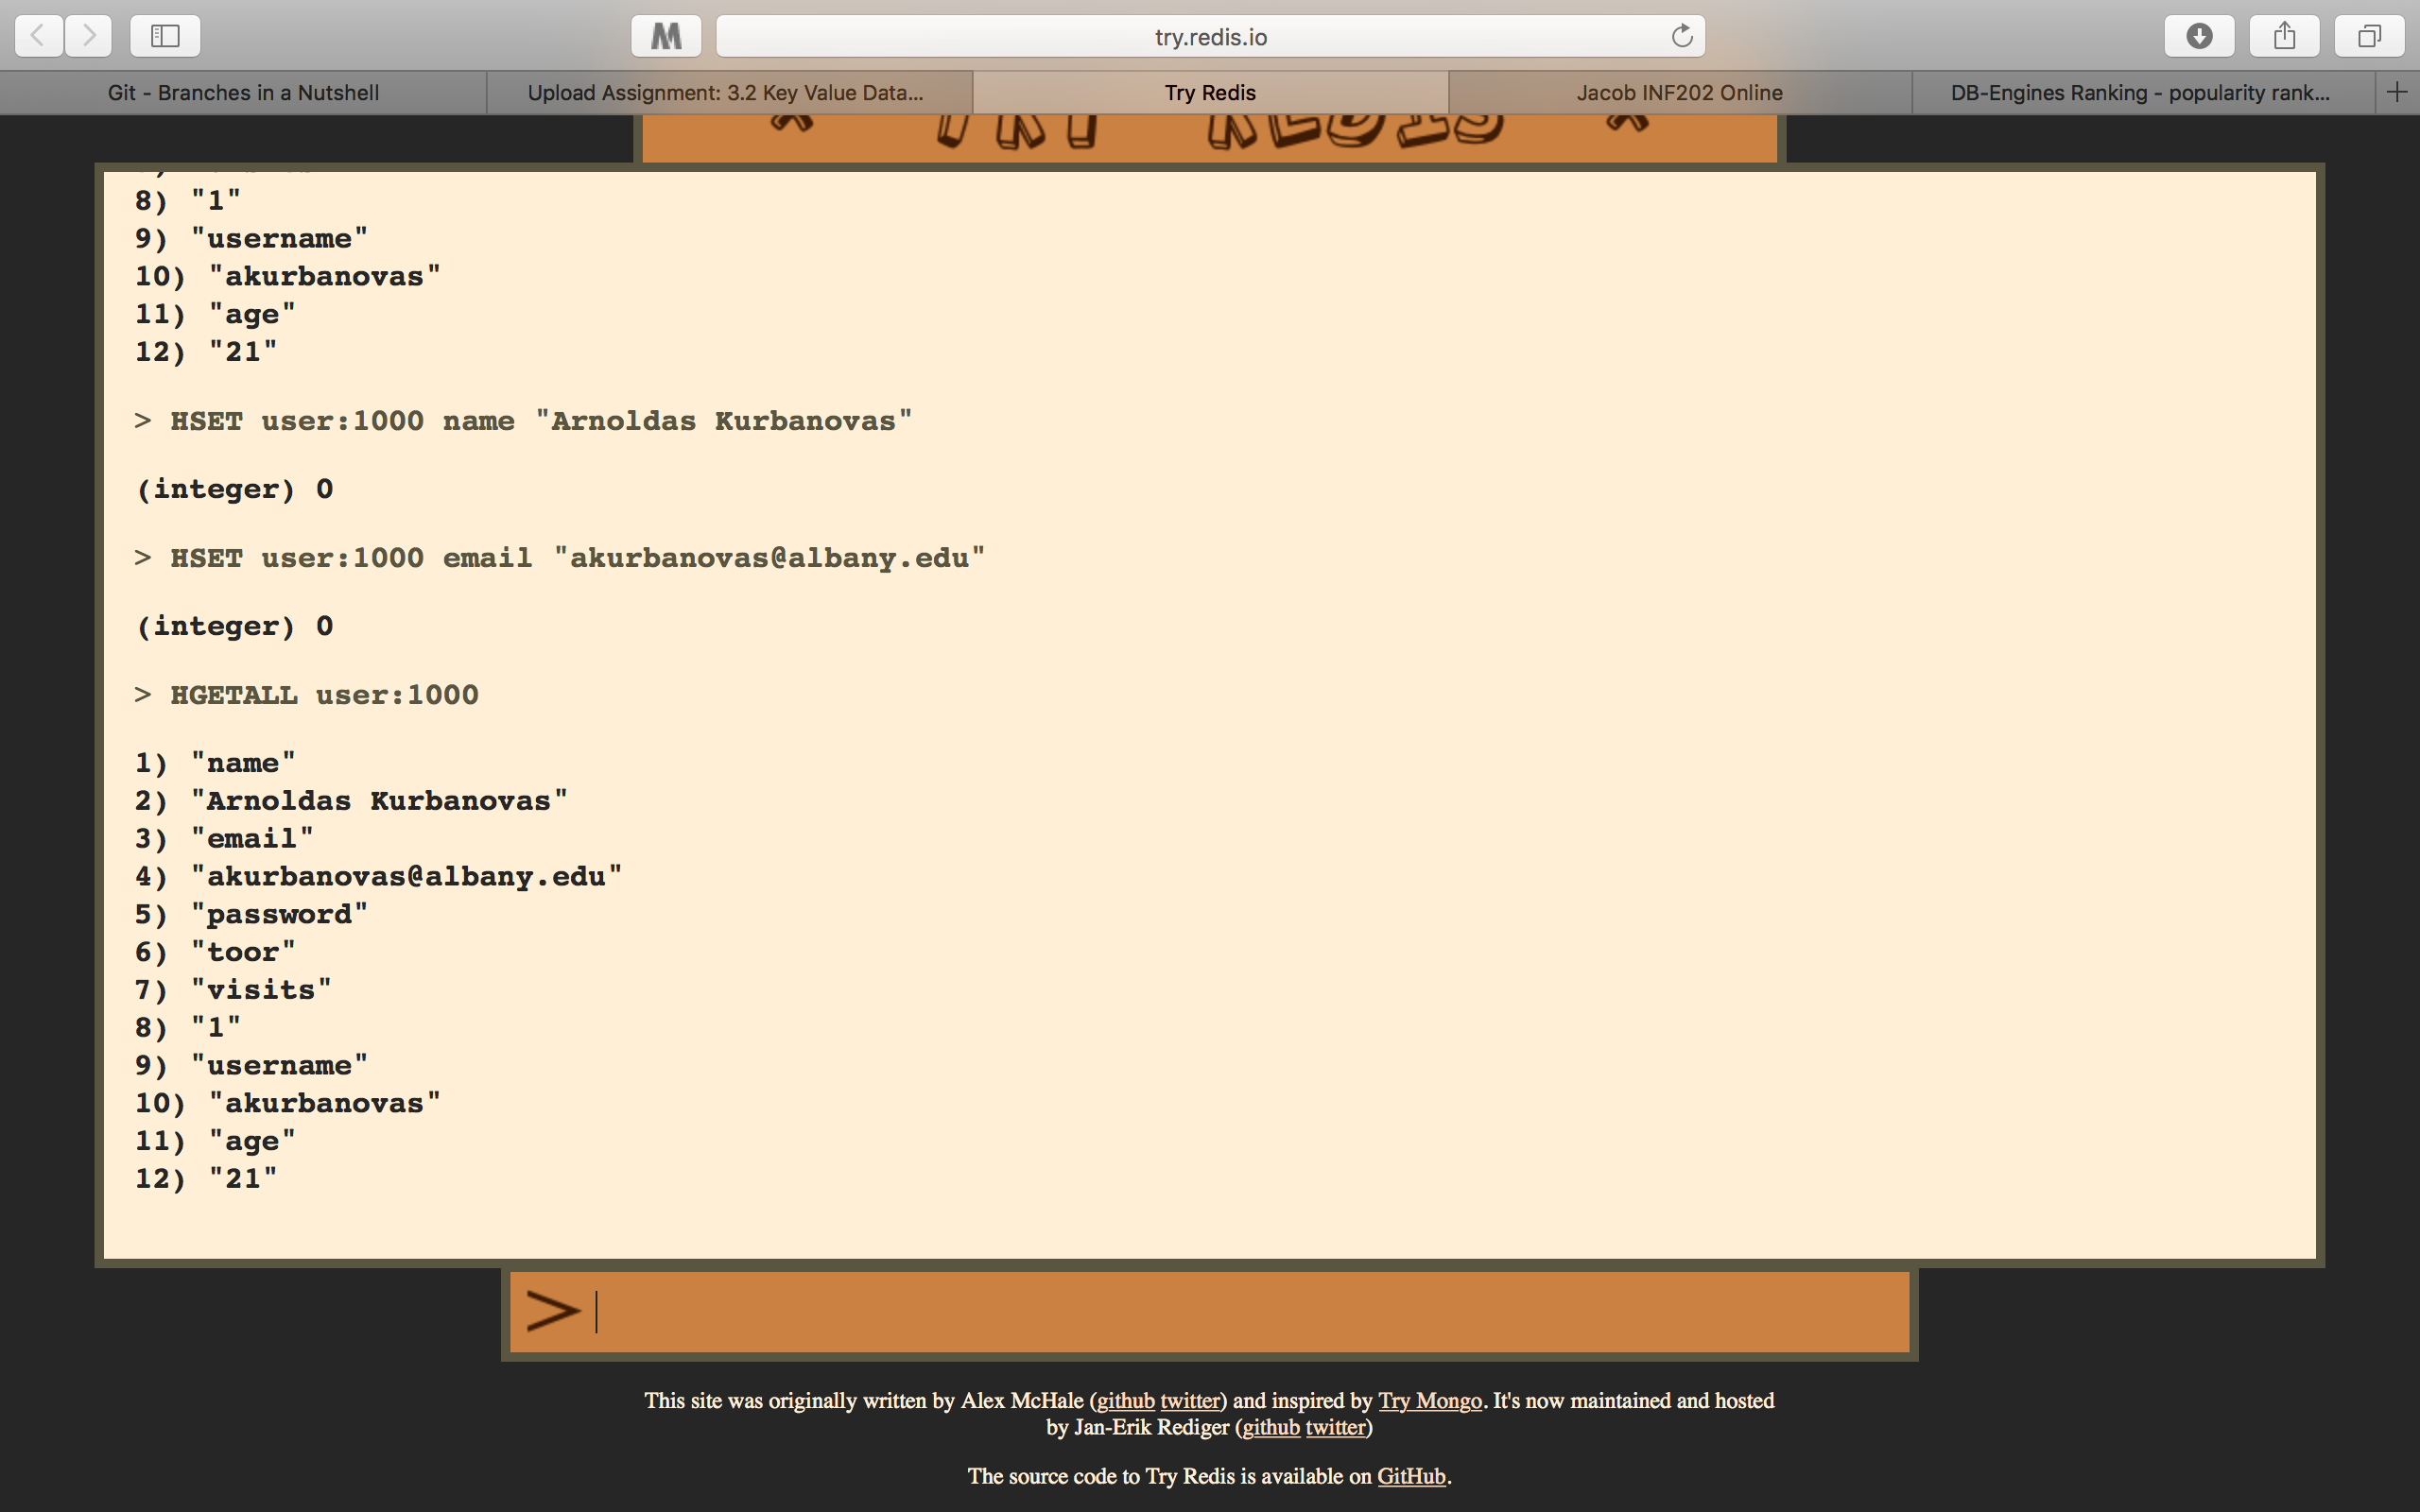 try.redis.io
Git - Branches in a Nutshell
Upload Assignment: 3.2 Key Value Data...
Try Redis
Jacob INF202 Online
DB-Engines Ranking - popularity rank...
TRY REDIS
8) "1"
9) "username"
10) "akurbanovas"
11) "age"
12) "21"
> HSET user:1000 name "Arnoldas Kurbanovas"
(integer) 0
> HSET user:1000 email "akurbanovas@albany.edu"
(integer) 0
> HGETALL user:1000
1) "name"
2) "Arnoldas Kurbanovas"
3) "email"
4) "akurbanovas@albany.edu"
5) "password"
6) "toor"
7) "visits"
8) "1"
9) "username"
10) "akurbanovas"
11) "age"
12) "21"
>
This site was originally written by Alex McHale (github twitter) and inspired by Try Mongo. It's now maintained and hosted
by Jan-Erik Rediger (github twitter)
The source code to Try Redis is available on GitHub.